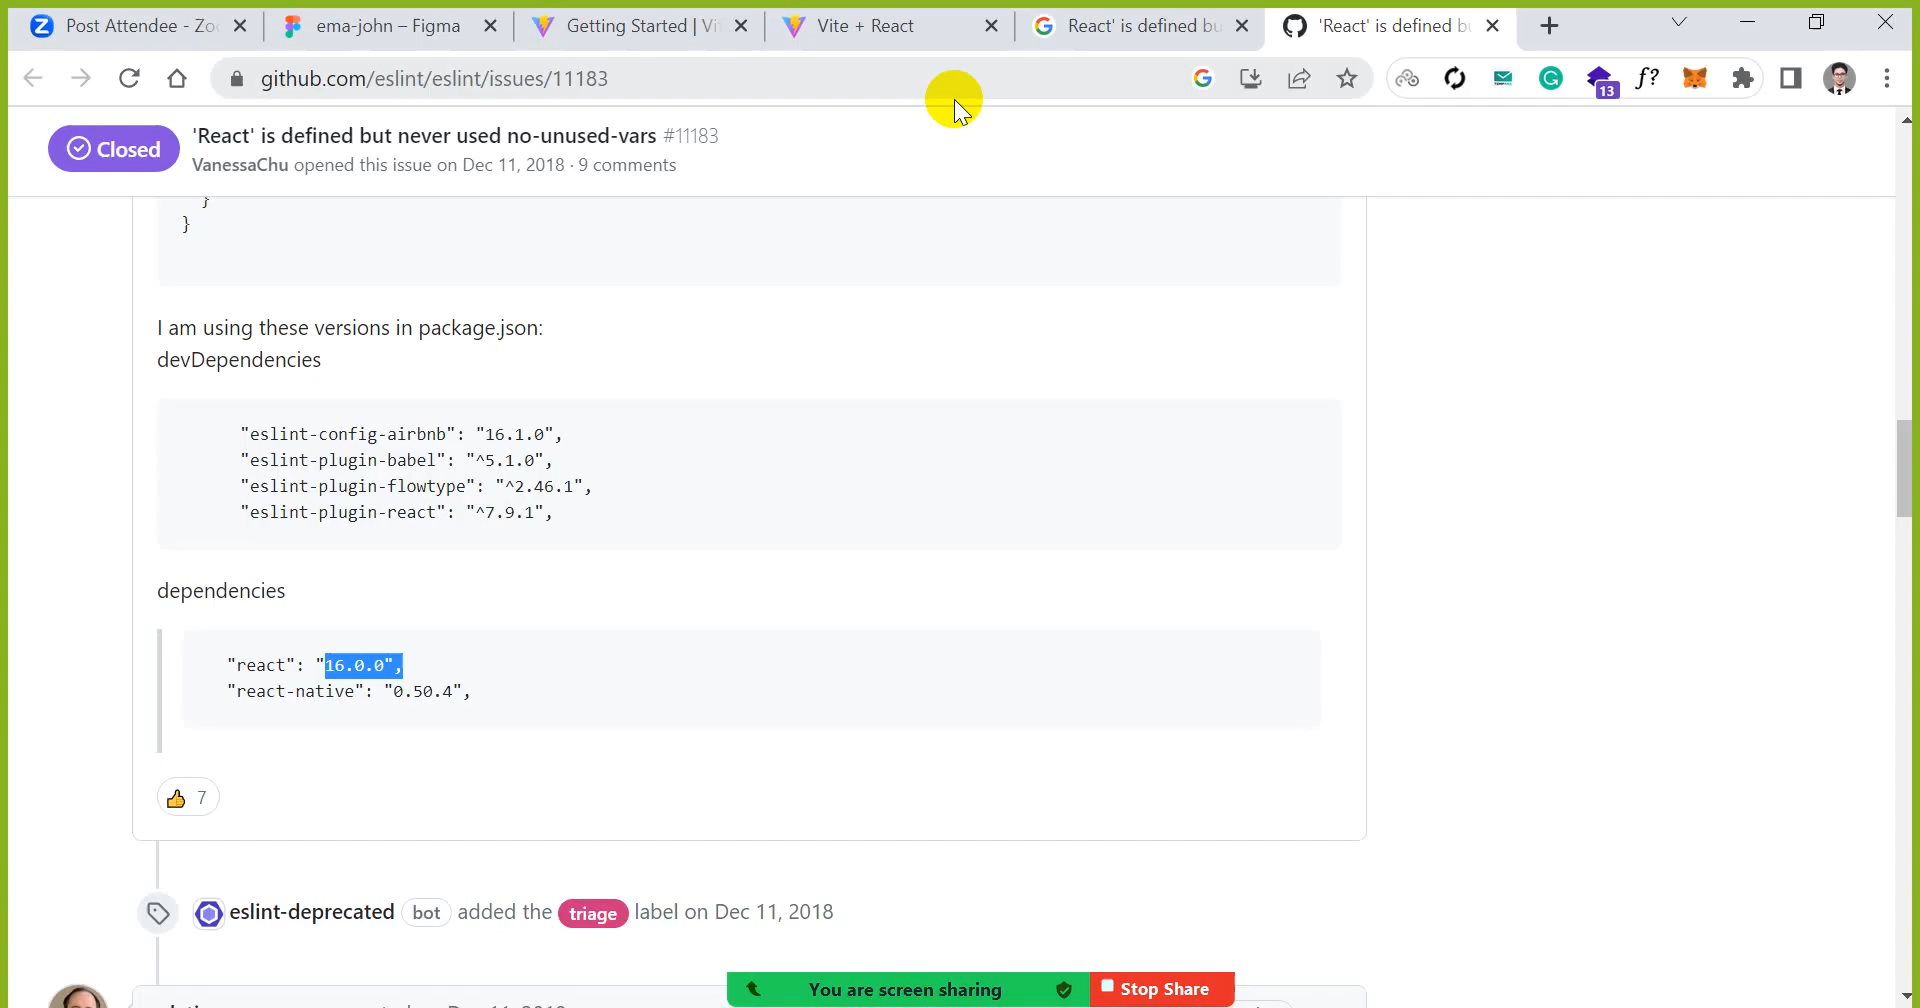 Post Attendee - Zo
ema-john – Figma
Getting Started | Vi
Vite + React
React' is defined bu
'React' is defined bu
github.com/eslint/eslint/issues/11183
f?
13
Closed
'React' is defined but never used no-unused-vars #11183
VanessaChu opened this issue on Dec 11, 2018 · 9 comments
}
}
I am using these versions in package.json:
devDependencies
"eslint-config-airbnb": "16.1.0",
"eslint-plugin-babel": "^5.1.0",
"eslint-plugin-flowtype": "^2.46.1",
"eslint-plugin-react": "^7.9.1",
dependencies
"react": "16.0.0",
"react-native": "0.50.4",
👍 7
eslint-deprecated bot added the triage label on Dec 11, 2018
You are screen sharing
Stop Share